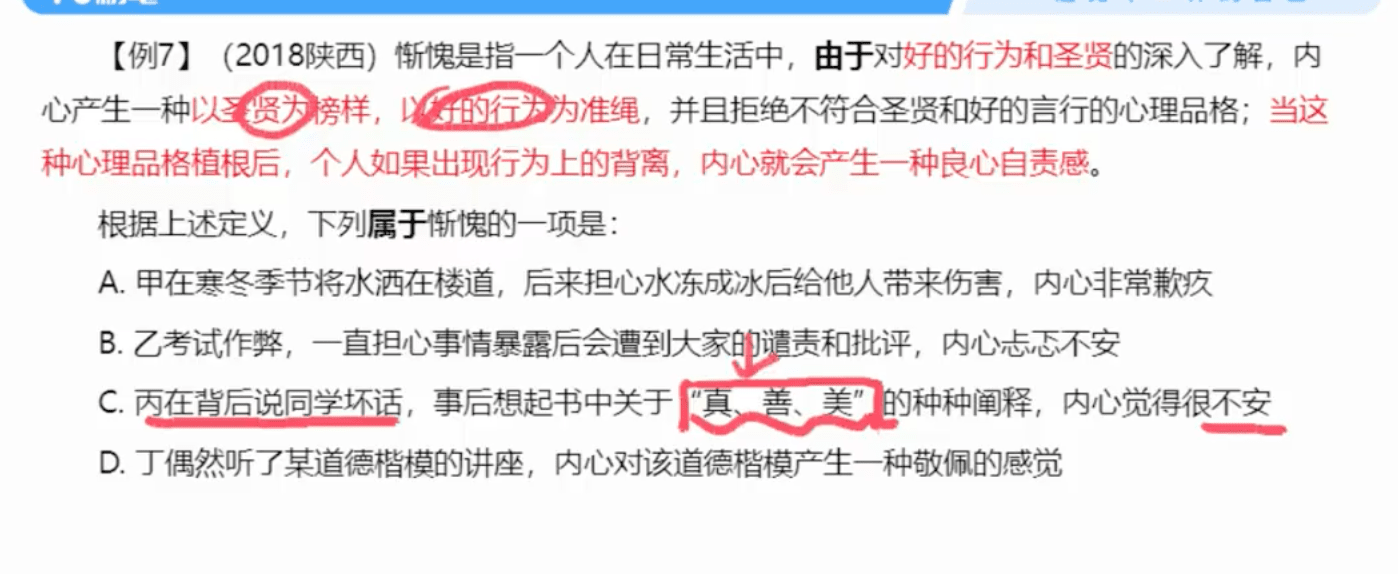 【例7】（2018陕西）惭愧是指一个人在日常生活中，由于对好的行为和圣贤的深入了解，内
心产生一种以圣贤为榜样，以好的行为为准绳，并且拒绝不符合圣贤和好的言行的心理品格；当这
种心理品格植根后，个人如果出现行为上的背离，内心就会产生一种良心自责感。
根据上述定义，下列属于惭愧的一项是：
A. 甲在寒冬季节将水洒在楼道，后来担心水冻成冰后给他人带来伤害，内心非常歉疚
B. 乙考试作弊，一直担心事情暴露后会遭到大家的谴责和批评，内心忐忑不安
C. 丙在背后说同学坏话，事后想起书中关于“真、善、美”的种种阐释，内心觉得很不安
D. 丁偶然听了某道德楷模的讲座，内心对该道德楷模产生一种敬佩的感觉